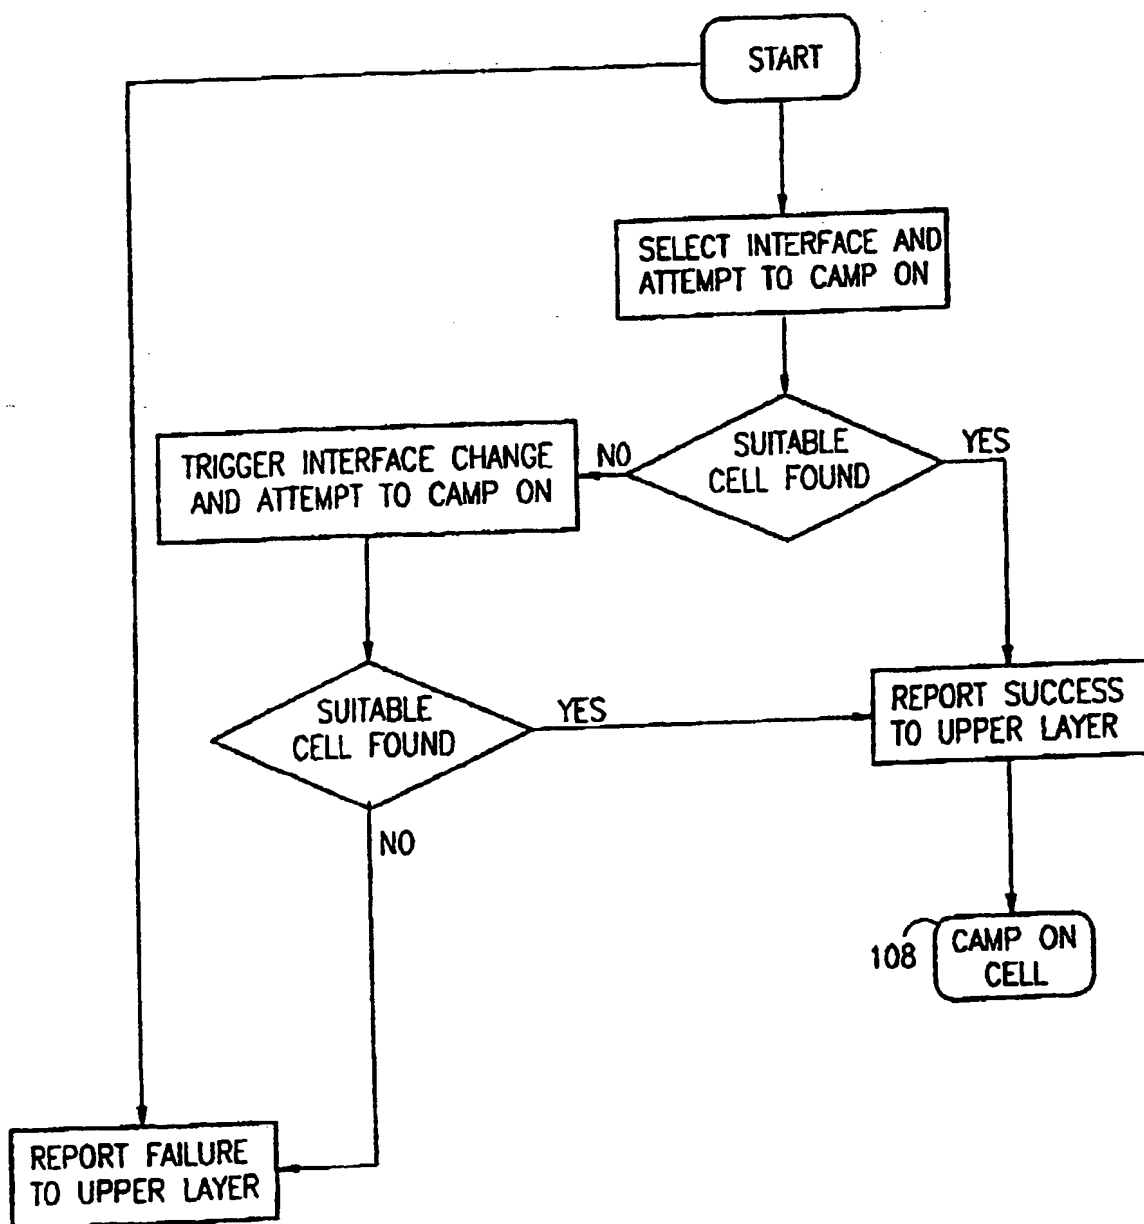 START
SELECT INTERFACE AND
ATTEMPT TO CAMP ON
SUITABLE
CELL FOUND
YES
NO
TRIGGER INTERFACE CHANGE
AND ATTEMPT TO CAMP ON
SUITABLE
CELL FOUND
YES
NO
REPORT SUCCESS
TO UPPER LAYER
108
CAMP ON
CELL
REPORT FAILURE
TO UPPER LAYER